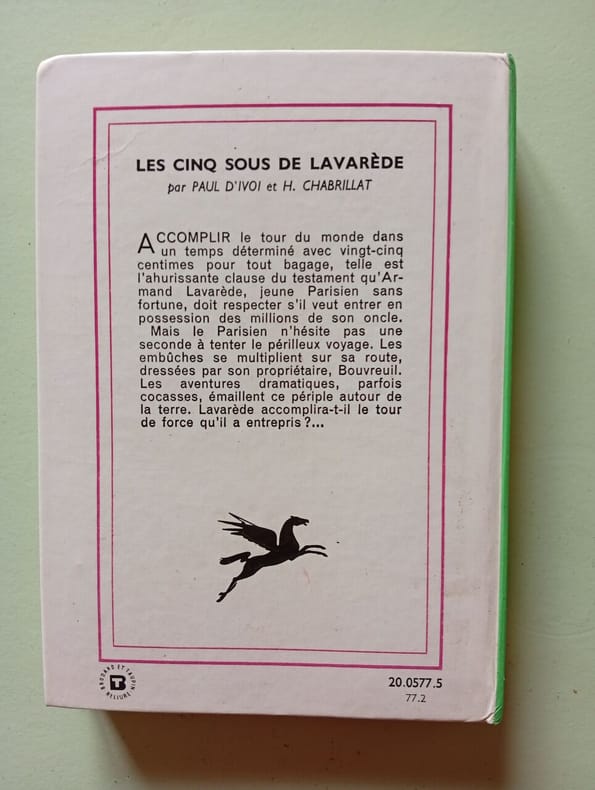 LES CINQ SOUS DE LAVARÈDE
par PAUL D'IVOI et H. CHABRILLAT
ACCOMPLIR le tour du monde dans
un temps déterminé avec vingt-cinq
centimes pour tout bagage, telle est
l'ahurissante clause du testament qu'Ar-
mand Lavarède, jeune Parisien sans
fortune, doit respecter s'il veut entrer en
possession des millions de son oncle.
Mais le Parisien n'hésite pas une
seconde à tenter le périlleux voyage. Les
embûches se multiplient sur sa route,
dressées par son propriétaire, Bouvreuil.
Les aventures dramatiques, parfois
cocasses, émaillent ce périple autour de
la terre. Lavarède accomplira-t-il le tour
de force qu'il a entrepris ?...
BRODARD ET TAUPIN
RELIURE
20.0577.5
77.2